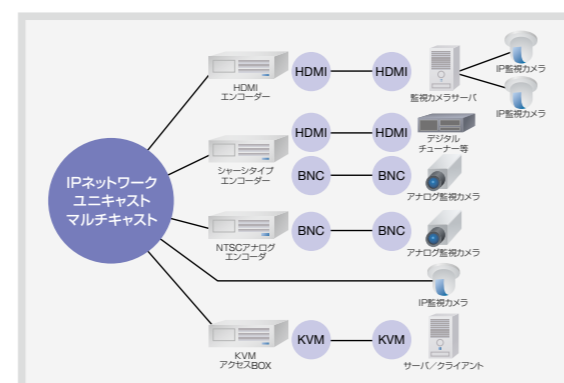 IPネットワーク
ユニキャスト
マルチキャスト
HDMI
エンコーダー
HDMI
HDMI
監視カメラサーバ
IP監視カメラ
IP監視カメラ
シャーシタイプ
エンコーダー
HDMI
HDMI
デジタル
チューナー等
BNC
BNC
アナログ監視カメラ
NTSCアナログ
エンコーダ
BNC
BNC
アナログ監視カメラ
IP監視カメラ
KVM
アクセスBOX
KVM
KVM
サーバ／クライアント